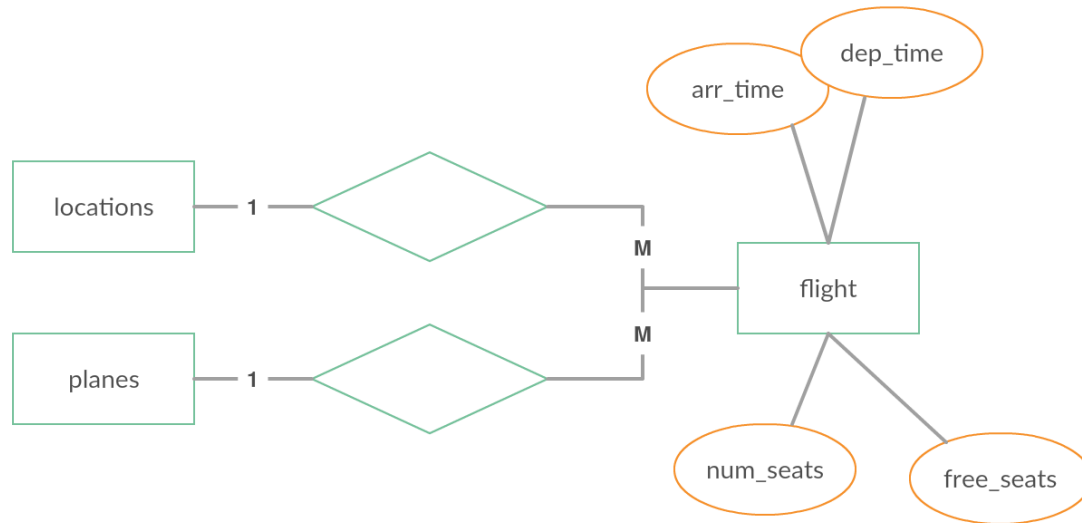 dep_time
arr_time
locations
1
M
flight
M
planes
1
num_seats
free_seats